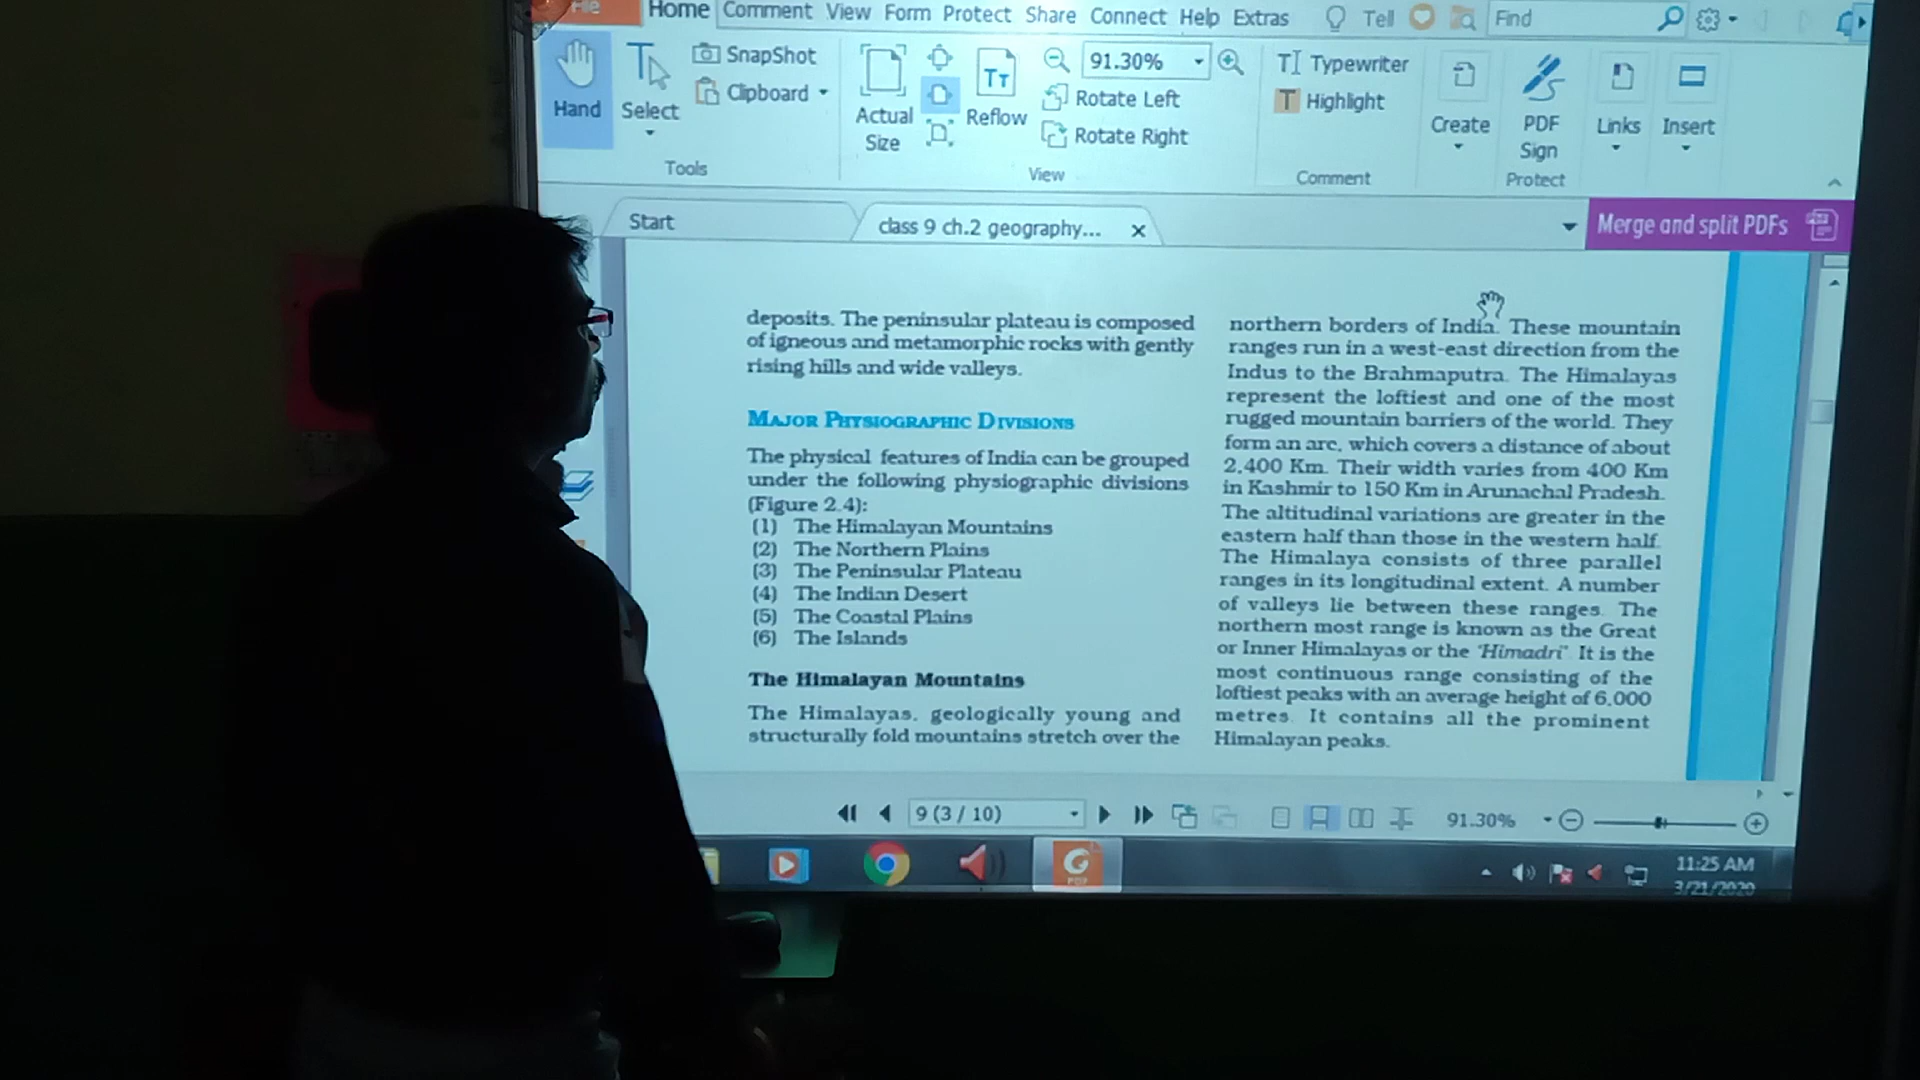 File
Home Comment View Form Protect Share Connect Help Extras Tell Find
SnapShot
Clipboard
Hand
Select
Tools
Actual
Size
Reflow
91.30%
Rotate Left
Rotate Right
View
Typewriter
Highlight
Comment
Create
PDF
Sign
Protect
Links
Insert
Start
class 9 ch.2 geography...
Merge and split PDFs
deposits. The peninsular plateau is composed
of igneous and metamorphic rocks with gently
rising hills and wide valleys.
MAJOR PHYSIOGRAPHIC DIVISIONS
The physical features of India can be grouped
under the following physiographic divisions
(Figure 2.4):
(1) The Himalayan Mountains
(2) The Northern Plains
(3) The Peninsular Plateau
(4) The Indian Desert
(5) The Coastal Plains
(6) The Islands
The Himalayan Mountains
The Himalayas, geologically young and
structurally fold mountains stretch over the
northern borders of India. These mountain
ranges run in a west-east direction from the
Indus to the Brahmaputra. The Himalayas
represent the loftiest and one of the most
rugged mountain barriers of the world. They
form an arc, which covers a distance of about
2,400 Km. Their width varies from 400 Km
in Kashmir to 150 Km in Arunachal Pradesh.
The altitudinal variations are greater in the
eastern half than those in the western half.
The Himalaya consists of three parallel
ranges in its longitudinal extent. A number
of valleys lie between these ranges. The
northern most range is known as the Great
or Inner Himalayas or the 'Himadri'. It is the
most continuous range consisting of the
loftiest peaks with an average height of 6,000
metres. It contains all the prominent
Himalayan peaks.
9 (3 / 10)
91.30%
PDF
11:25 AM
3/21/2020